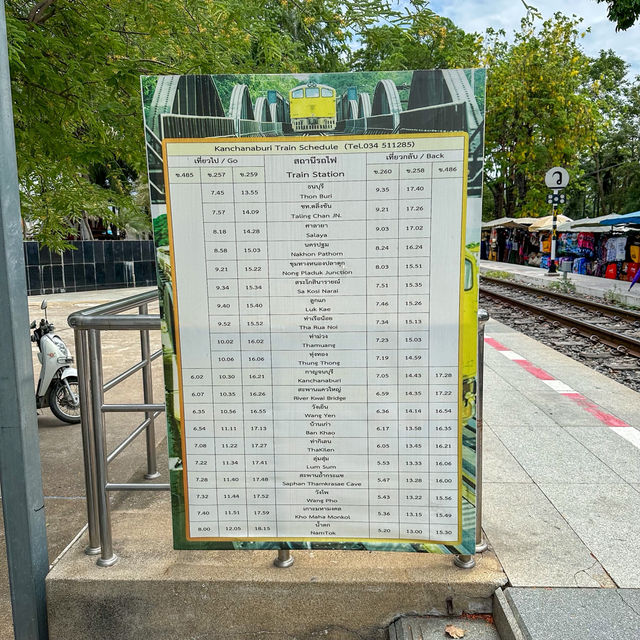 Kanchanaburi Train Schedule (Tel.034 511285)
เที่ยวไป / Go สถานีรถไฟ เที่ยวกลับ / Back
ข.485 ข.257 ข.259 Train Station ข.260 ข.258 ข.486
ธนบุรี
7.45 13.55 Thon Buri 9.35 17.40
ชท.ตลิ่งชัน
7.57 14.09 Taling Chan JN. 9.21 17.26
ศาลายา
8.18 14.28 Salaya 9.03 17.02
นครปฐม
8.58 15.03 Nakhon Pathom 8.24 16.24
ชุมทางหนองปลาดุก
9.21 15.22 Nong Pladuk Junction 8.03 15.51
สระโกสินารายณ์
9.34 15.34 Sa Kosi Narai 7.51 15.35
ลูกแก
9.40 15.40 Luk Kae 7.46 15.26
ท่าเรือน้อย
9.52 15.52 Tha Rua Noi 7.34 15.13
ท่าม่วง
10.02 16.02 Thamuang 7.23 15.03
ทุ่งทอง
10.06 16.06 Thung Thong 7.19 14.59
กาญจนบุรี
6.02 10.30 16.21 Kanchanaburi 7.05 14.43 17.28
สะพานแควใหญ่
6.07 10.35 16.26 River Kwai Bridge 6.59 14.35 17.22
วังเย็น
6.35 10.56 16.55 Wang Yen 6.36 14.14 16.54
บ้านเก่า
6.54 11.11 17.13 Ban Khao 6.17 13.58 16.35
ท่ากิเลน
7.08 11.22 17.27 ThaKilen 6.05 13.45 16.21
ลุ่มสุ่ม
7.22 11.34 17.41 Lum Sum 5.53 13.33 16.06
สะพานถ้ำกระแซ
7.28 11.40 17.48 Saphan Thamkrasae Cave 5.47 13.28 16.00
วังโพ
7.32 11.44 17.52 Wang Pho 5.43 13.22 15.56
เกาะมหามงคล
7.40 11.51 17.59 Kho Maha Monkol 5.36 13.15 15.49
น้ำตก
8.00 12.05 18.15 NamTok 5.20 13.00 15.30
ว